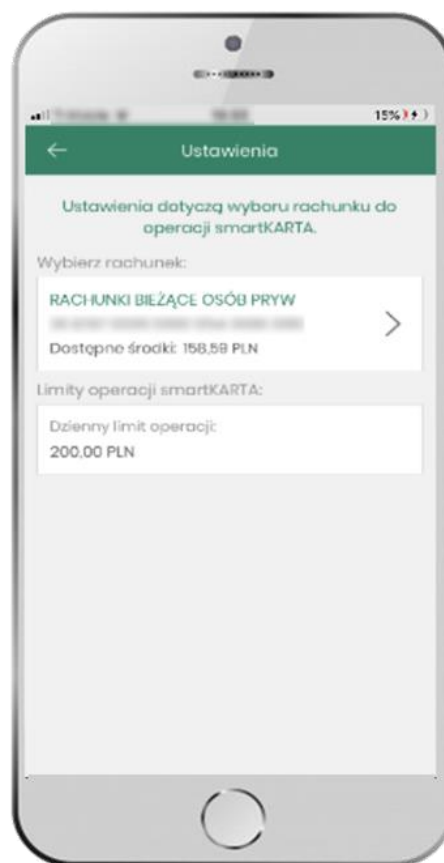 15%
Ustawienia
Ustawienia dotyczą wyboru rachunku do
operacji smartKARTA.
Wybierz rachunek:
RACHUNKI BIEŻĄCE OSÓB PRYW
Dostępne środki: 158,59 PLN
Limity operacji smartKARTA:
Dzienny limit operacji:
200,00 PLN